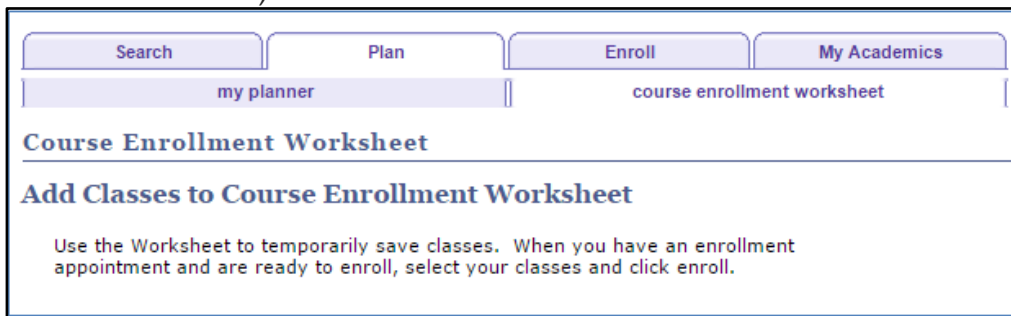 Search Plan Enroll My Academics
my planner course enrollment worksheet
Course Enrollment Worksheet
Add Classes to Course Enrollment Worksheet
Use the Worksheet to temporarily save classes. When you have an enrollment
appointment and are ready to enroll, select your classes and click enroll.